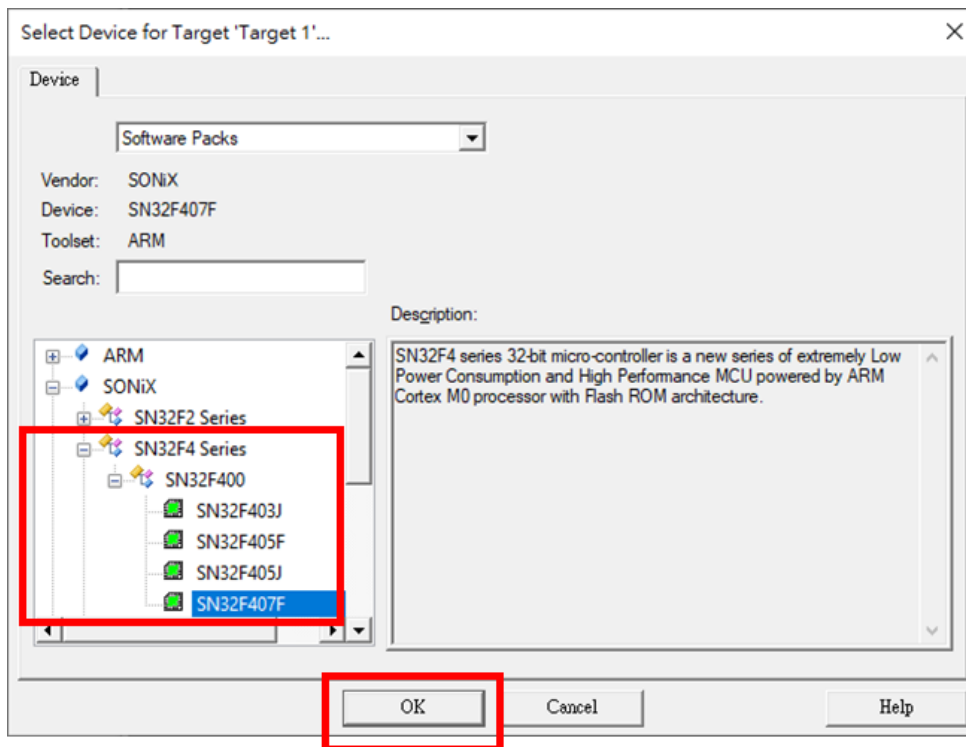 Select Device for Target 'Target 1'...
Device
Software Packs
Vendor: SONiX
Device: SN32F407F
Toolset: ARM
Search:
Description:
ARM
SONiX
SN32F2 Series
SN32F4 Series
SN32F400
SN32F403J
SN32F405F
SN32F405J
SN32F407F
SN32F4 series 32-bit micro-controller is a new series of extremely Low
Power Consumption and High Performance MCU powered by ARM
Cortex M0 processor with Flash ROM architecture.
OK
Cancel
Help